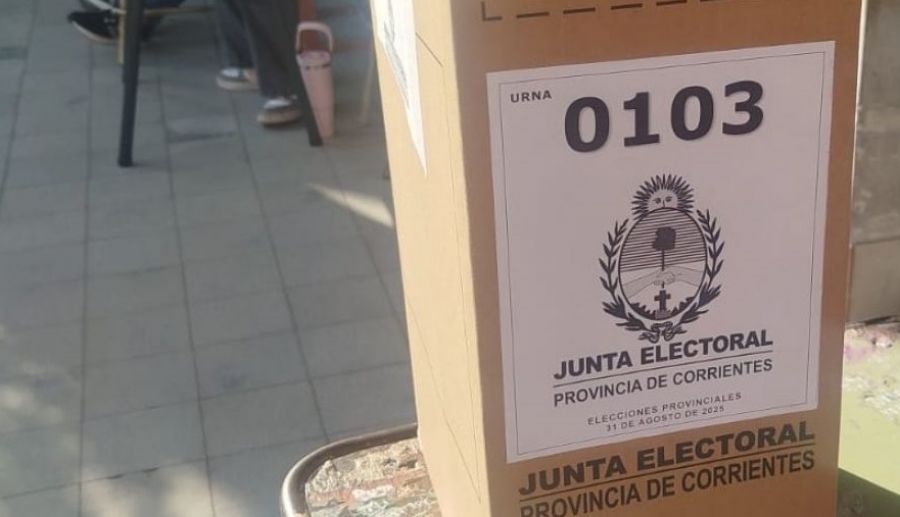 URNA
0103
JUNTA ELECTORAL
PROVINCIA DE CORRIENTES
ELECCIONES PROVINCIALES
31 DE AGOSTO DE 2025
JUNTA ELECTORAL
PROVINCIA DE CORRIENTES